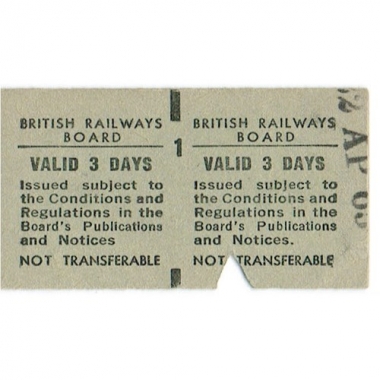 BRITISH RAILWAYS
BOARD
VALID 3 DAYS
Issued subject to
the Conditions and
Regulations in the
Board's Publications
and Notices
NOT TRANSFERABLE
1
BRITISH RAILWAYS
BOARD
VALID 3 DAYS
Issued subject to
the Conditions and
Regulations in the
Board's Publications
and Notices.
NOT TRANSFERABLE
2 AP